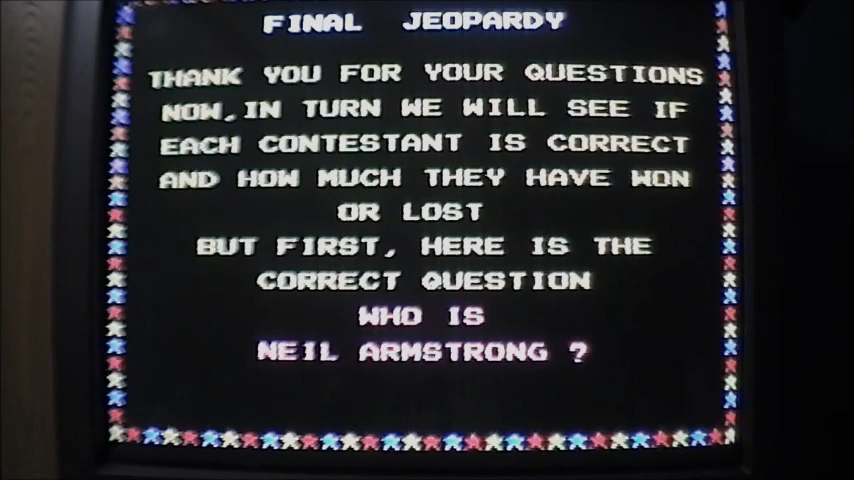 FINAL JEOPARDY
THANK YOU FOR YOUR QUESTIONS
NOW,IN TURN WE WILL SEE IF
EACH CONTESTANT IS CORRECT
AND HOW MUCH THEY HAVE WON
OR LOST
BUT FIRST, HERE IS THE
CORRECT QUESTION
WHO IS
NEIL ARMSTRONG ?